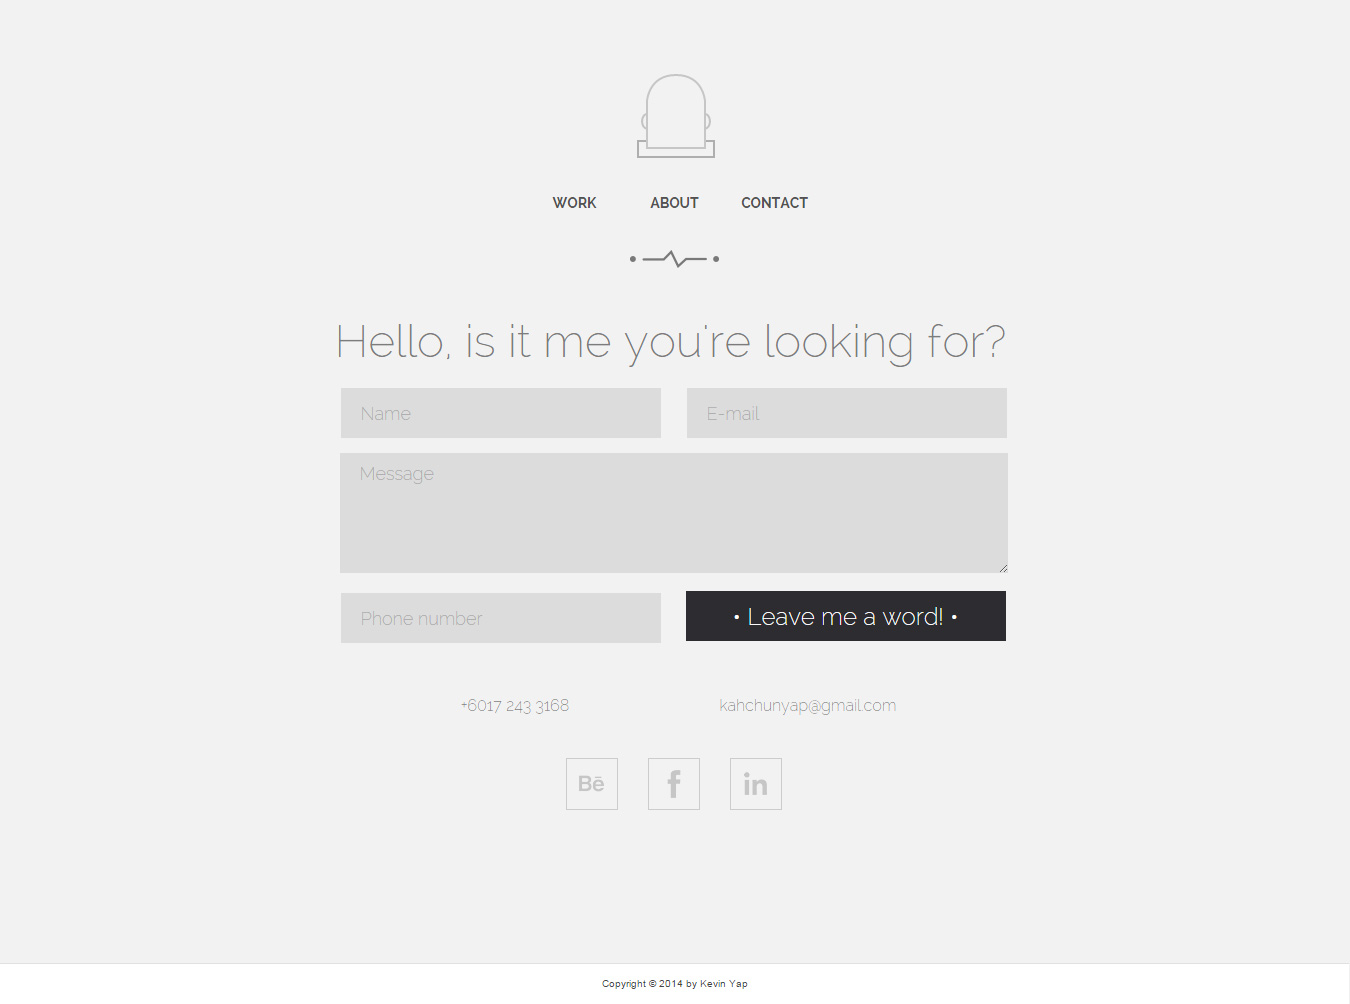 WORK ABOUT CONTACT
Hello, is it me you're looking for?
Name E-mail
Message
Phone number • Leave me a word! •
+6017 243 3168 kahchunyap@gmail.com
Bē f in
Copyright © 2014 by Kevin Yap